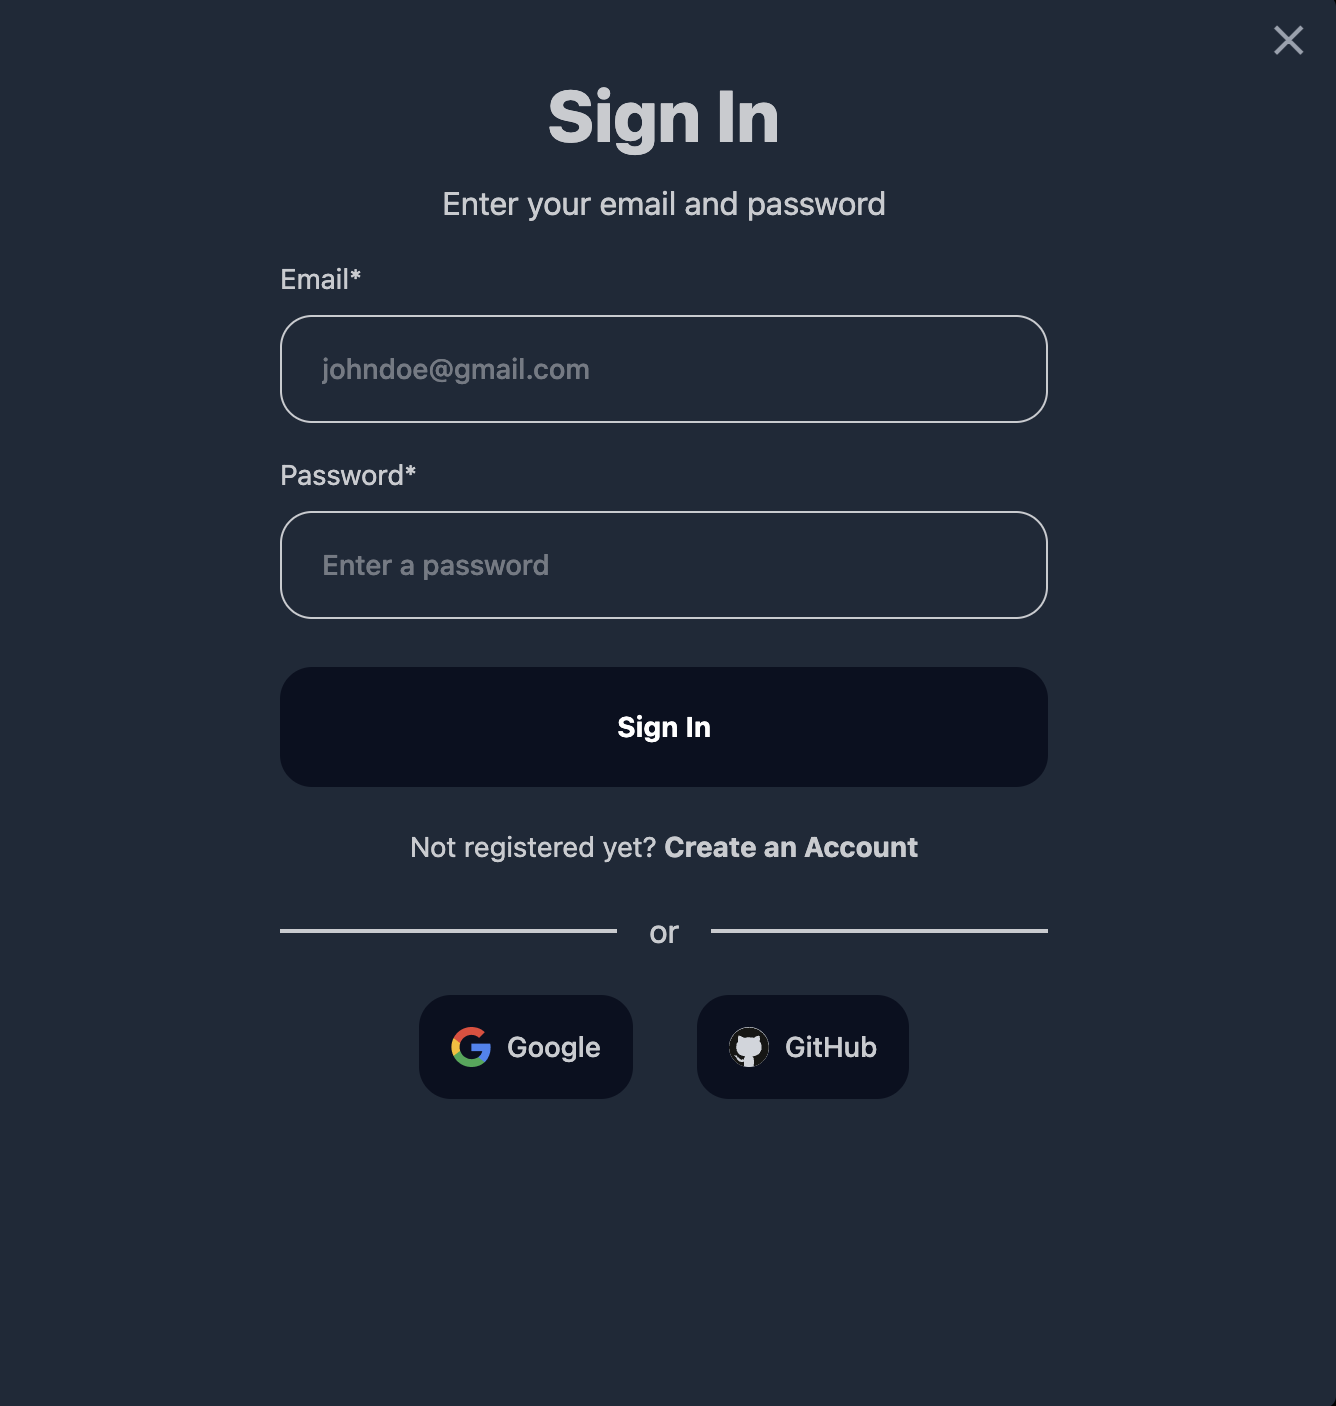 Sign In
Enter your email and password
Email*
johndoe@gmail.com
Password*
Enter a password
Sign In
Not registered yet? Create an Account
or
Google
GitHub